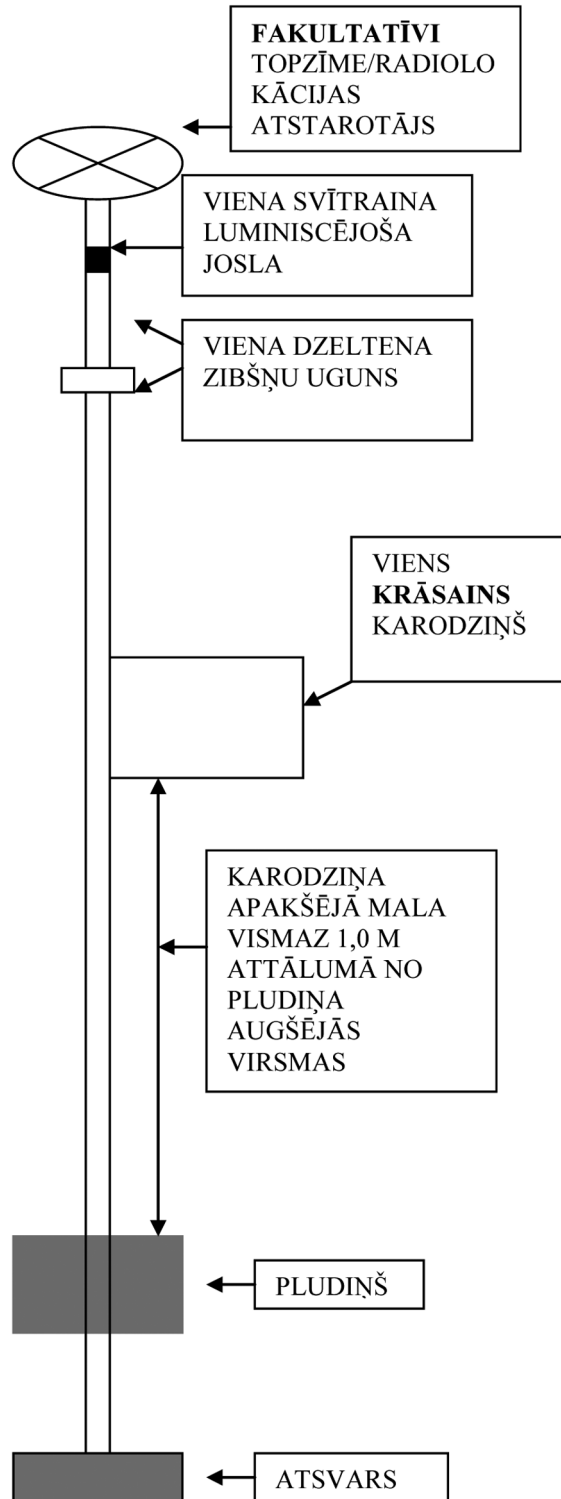 FAKULTATĪVI
TOPZĪME/RADIOLO
KĀCIJAS
ATSTAROTĀJS
VIENA SVĪTRAINA
LUMINISCĒJOŠA
JOSLA
VIENA DZELTENA
ZIBŠŅU UGUNS
VIENS
KRĀSAINS
KARODZIŅŠ
KARODZIŅA
APAKŠĒJĀ MALA
VISMAZ 1,0 M
ATTĀLUMĀ NO
PLUDIŅA
AUGŠĒJĀS
VIRSMAS
PLUDIŅŠ
ATSVARS